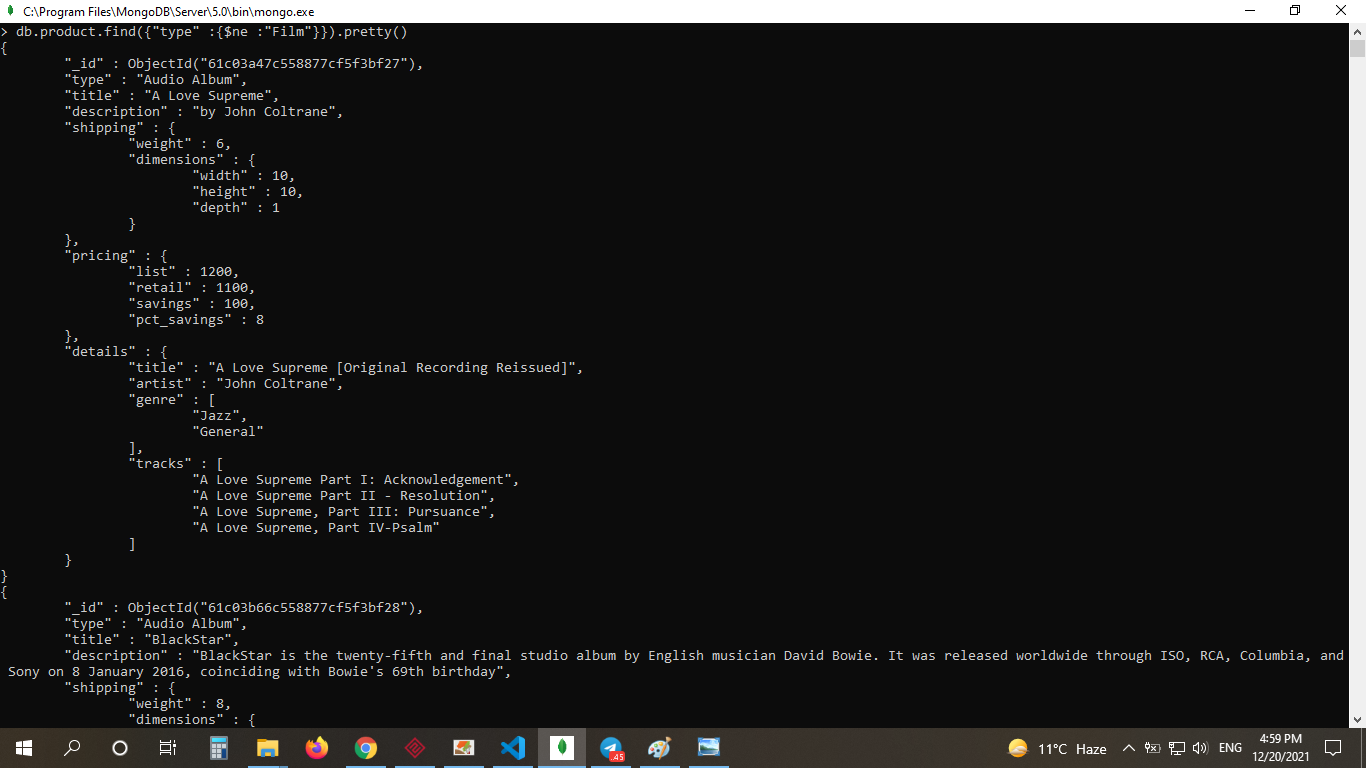 C:\Program Files\MongoDB\Server\5.0\bin\mongo.exe
> db.product.find({"type" :{$ne :"Film"}}).pretty()
{
        "_id" : ObjectId("61c03a47c558877cf5f3bf27"),
        "type" : "Audio Album",
        "title" : "A Love Supreme",
        "description" : "by John Coltrane",
        "shipping" : {
                "weight" : 6,
                "dimensions" : {
                        "width" : 10,
                        "height" : 10,
                        "depth" : 1
                }
        },
        "pricing" : {
                "list" : 1200,
                "retail" : 1100,
                "savings" : 100,
                "pct_savings" : 8
        },
        "details" : {
                "title" : "A Love Supreme [Original Recording Reissued]",
                "artist" : "John Coltrane",
                "genre" : [
                        "Jazz",
                        "General"
                ],
                "tracks" : [
                        "A Love Supreme Part I: Acknowledgement",
                        "A Love Supreme Part II - Resolution",
                        "A Love Supreme, Part III: Pursuance",
                        "A Love Supreme, Part IV-Psalm"
                ]
        }
}
{
        "_id" : ObjectId("61c03b66c558877cf5f3bf28"),
        "type" : "Audio Album",
        "title" : "BlackStar",
        "description" : "BlackStar is the twenty-fifth and final studio album by English musician David Bowie. It was released worldwide through ISO, RCA, Columbia, and
 Sony on 8 January 2016, coinciding with Bowie's 69th birthday",
        "shipping" : {
                "weight" : 8,
                "dimensions" : {
.45
11°C Haze
ENG
4:59 PM
12/20/2021